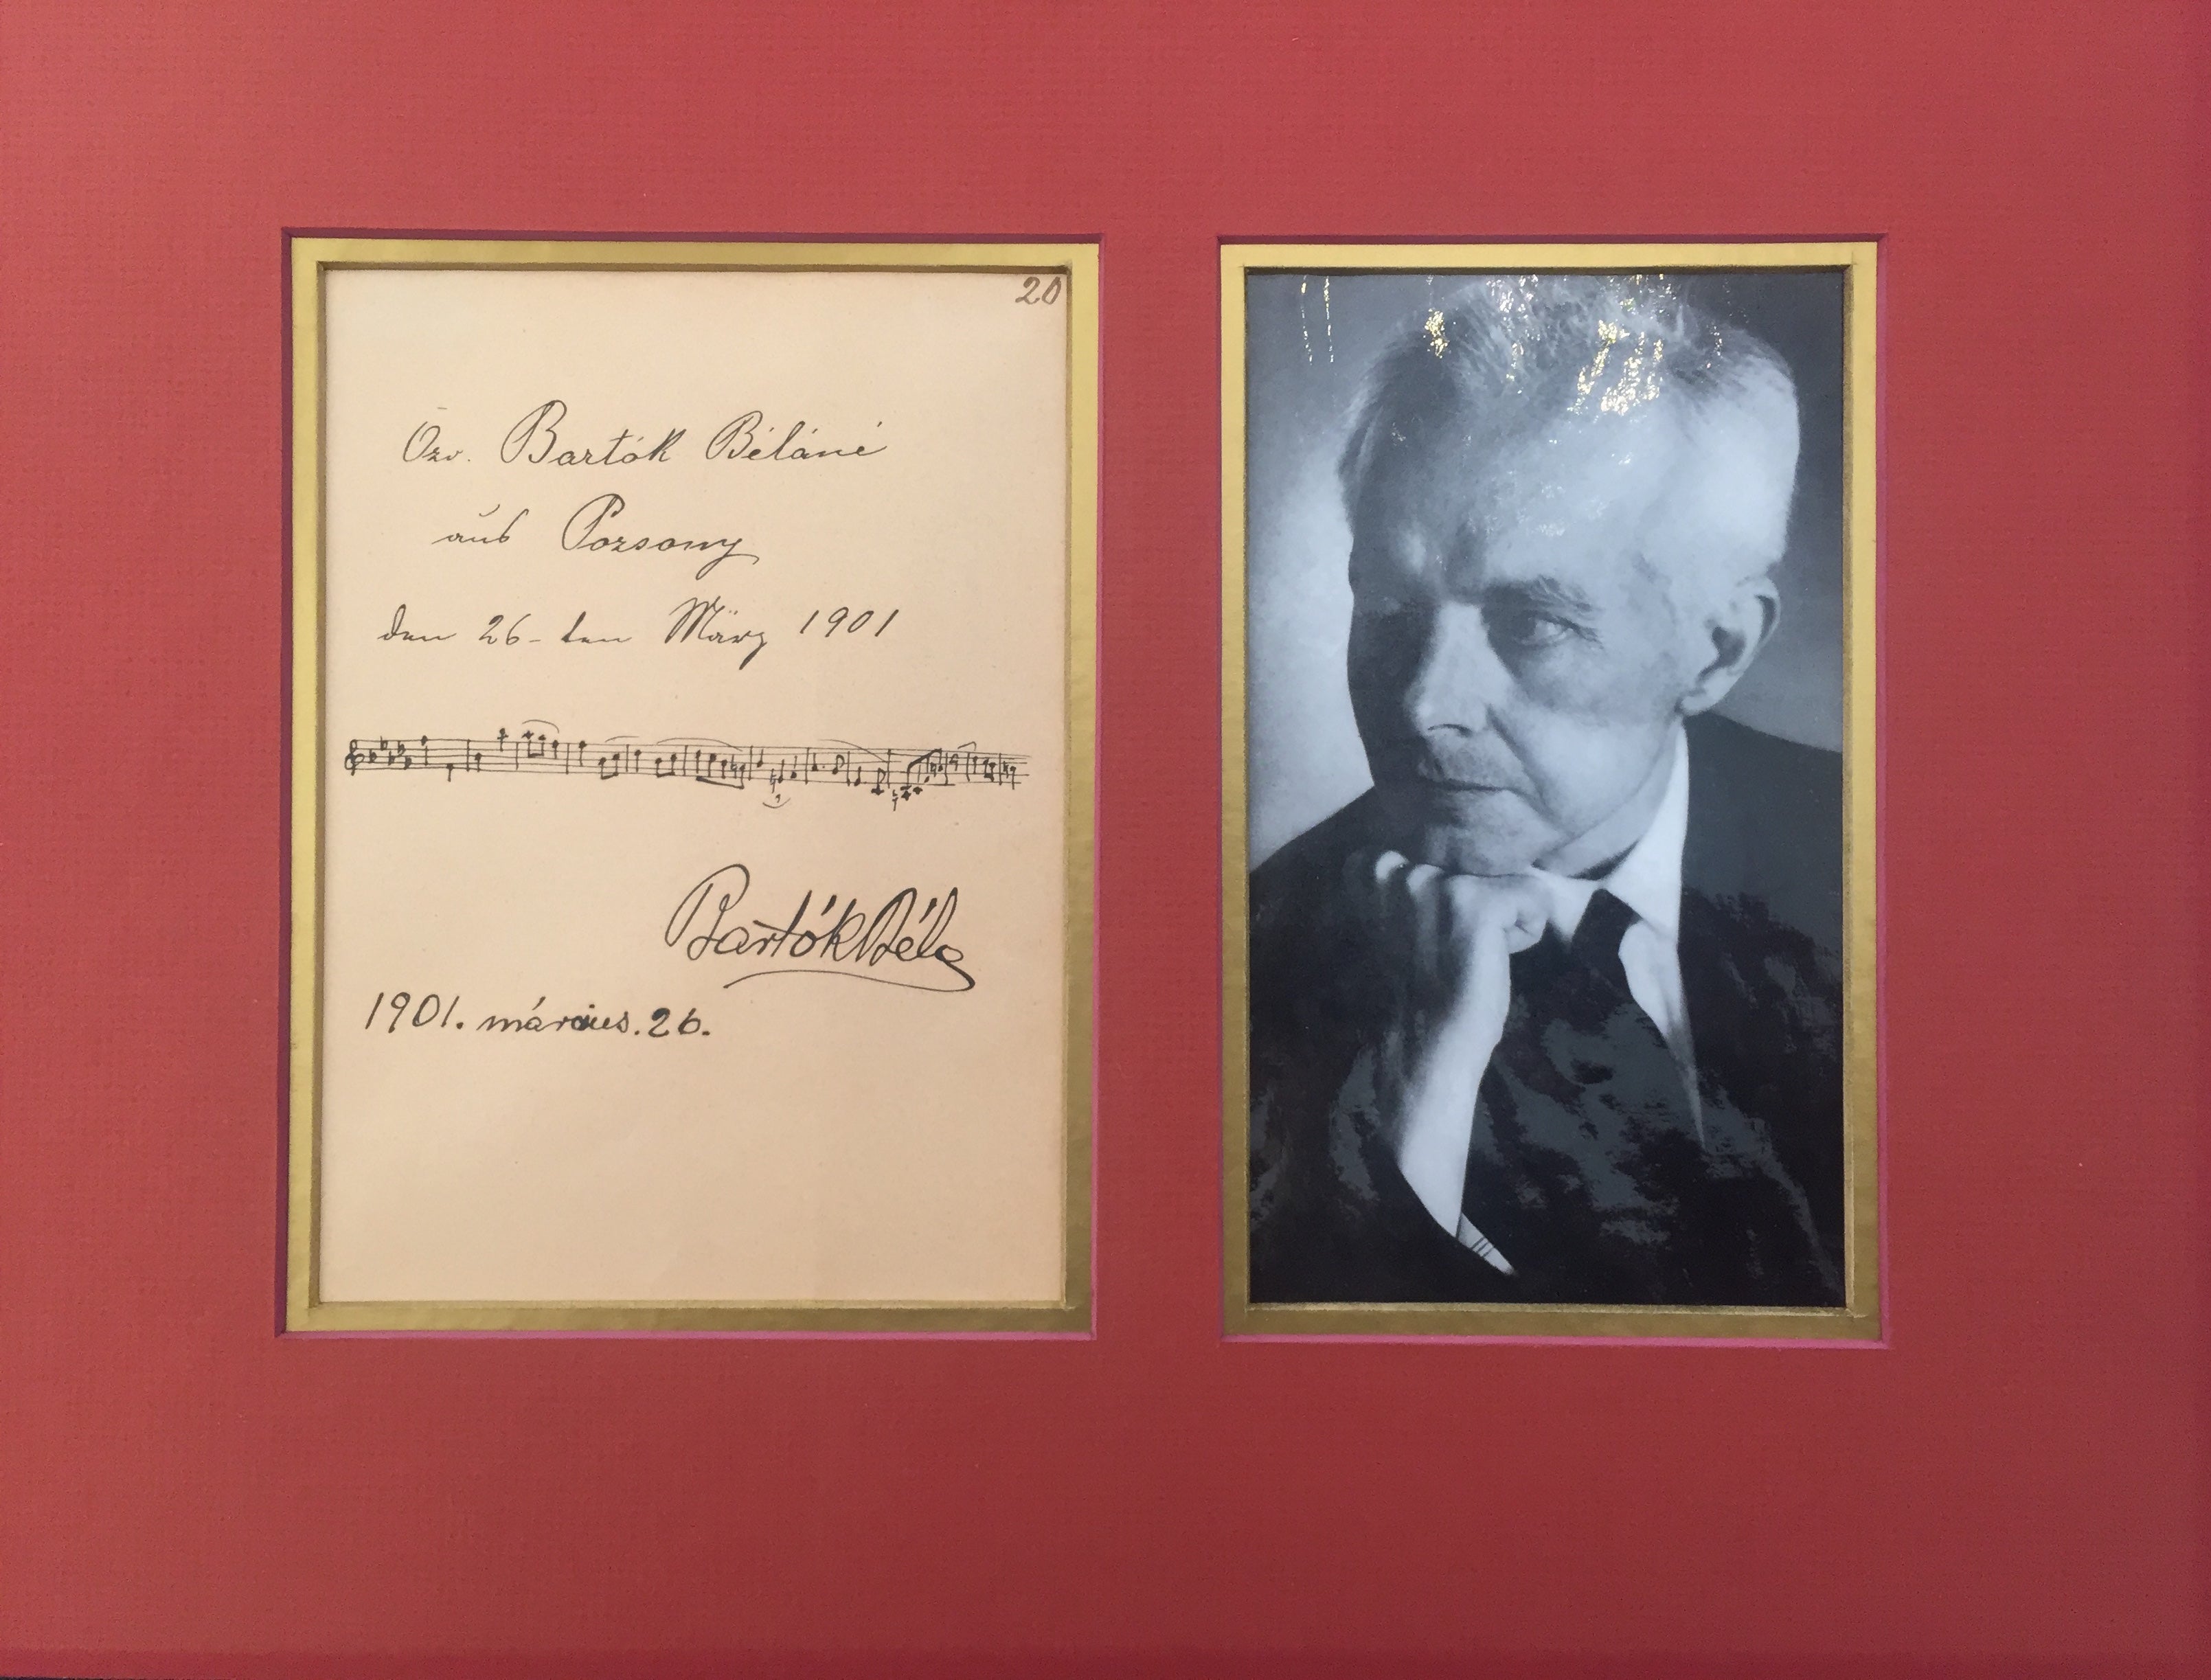 20
Özv. Bartók Béláné
aus Pozsony
den 26-ten März 1901
Bartók Béla
1901. március. 26.